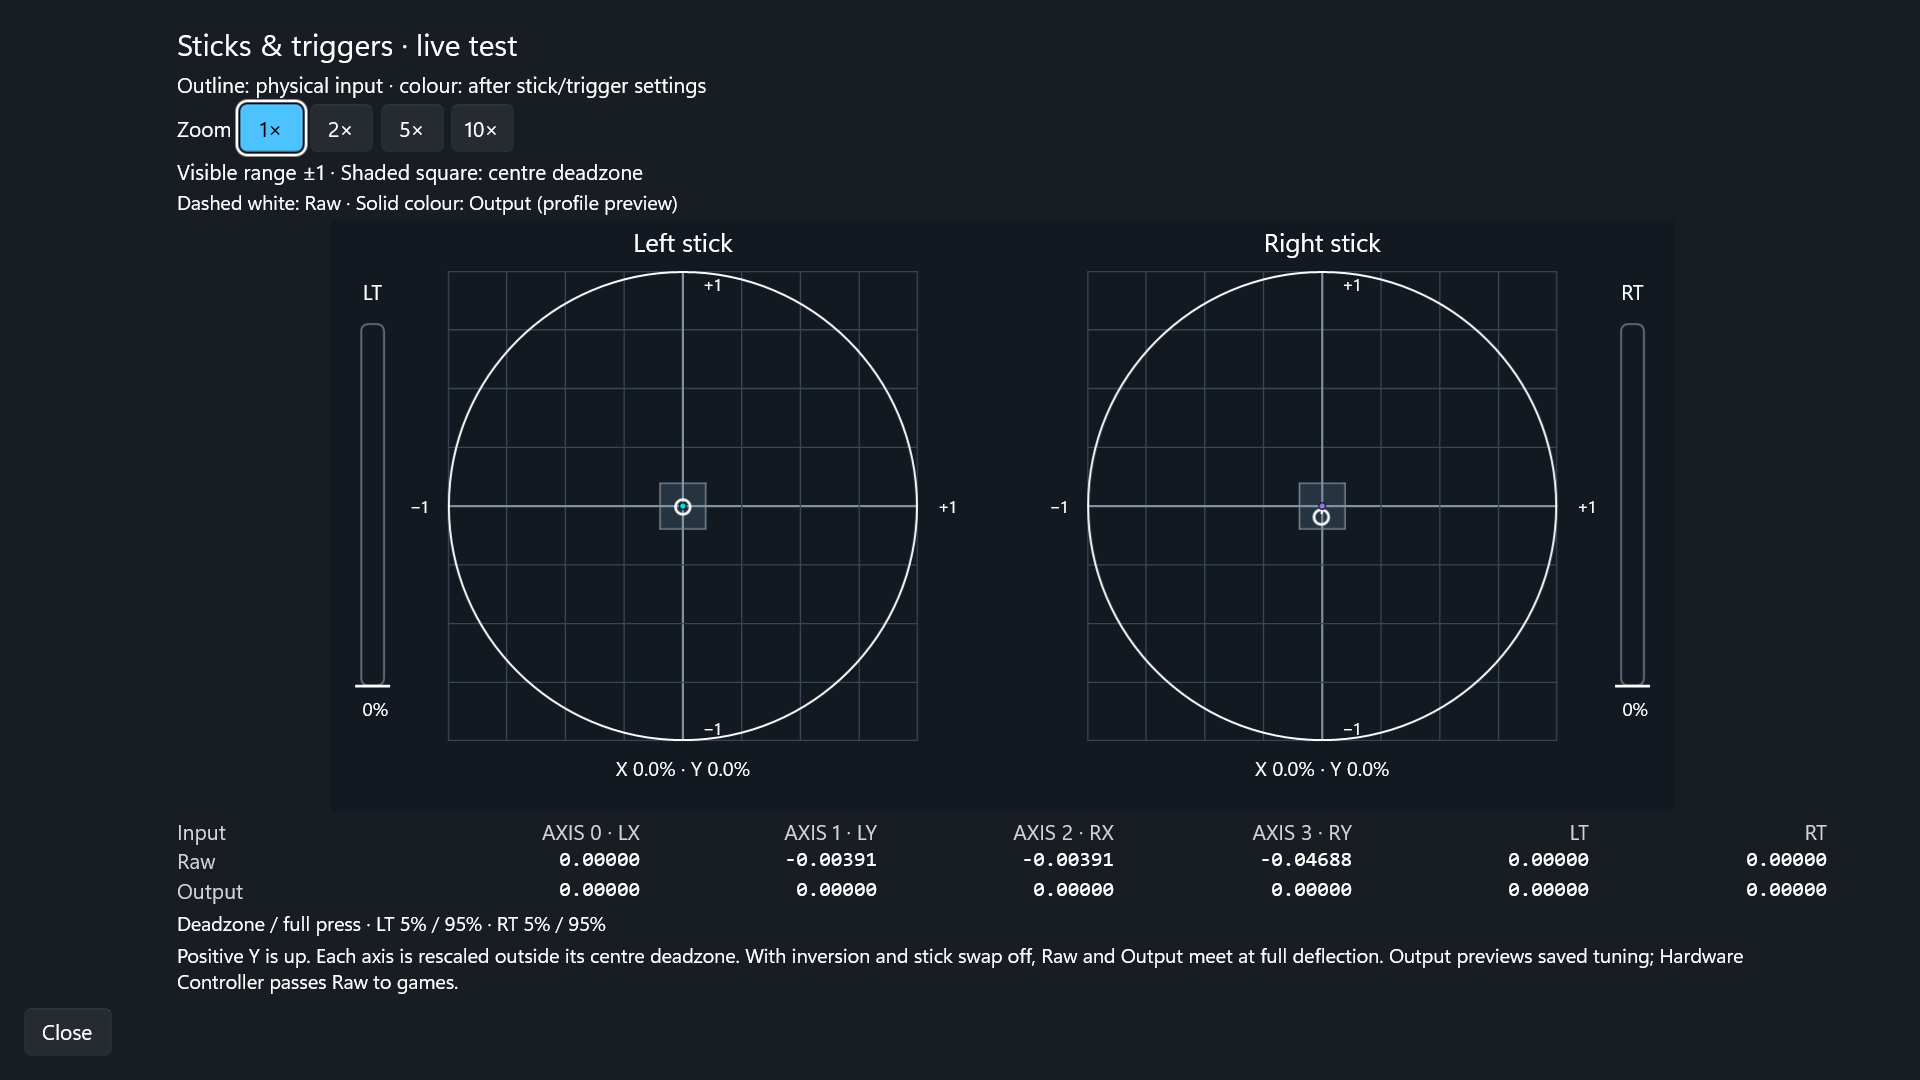 Sticks & triggers · live test
Outline: physical input · colour: after stick/trigger settings
Zoom 1× 2× 5× 10×
Visible range ±1 · Shaded square: centre deadzone
Dashed white: Raw · Solid colour: Output (profile preview)
Left stick Right stick
+1 +1
LT RT
−1 +1 −1 +1
0% 0%
−1 −1
X 0.0% · Y 0.0% X 0.0% · Y 0.0%
Input AXIS 0 · LX AXIS 1 · LY AXIS 2 · RX AXIS 3 · RY LT RT
Raw 0.00000 -0.00391 -0.00391 -0.04688 0.00000 0.00000
Output 0.00000 0.00000 0.00000 0.00000 0.00000 0.00000
Deadzone / full press · LT 5% / 95% · RT 5% / 95%
Positive Y is up. Each axis is rescaled outside its centre deadzone. With inversion and stick swap off, Raw and Output meet at full deflection. Output previews saved tuning; Hardware
Controller passes Raw to games.
Close